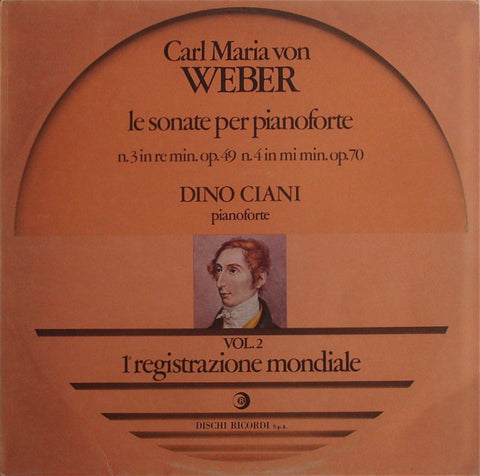 Carl Maria von
WEBER
le sonate per pianoforte
n.3 in re min. op.49 n.4 in mi min. op.70
DINO CIANI
pianoforte
VOL. 2
1ª registrazione mondiale
DISCHI RICORDI S.p.A.